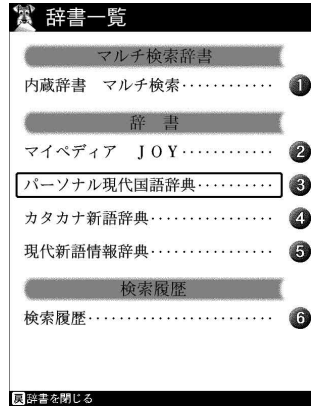 辞書一覧
マルチ検索辞書
内蔵辞書　マルチ検索············ 1
辞　書
マイペディア　ＪＯＹ············ 2
パーソナル現代国語辞典·········· 3
カタカナ新語辞典················ 4
現代新語情報辞典················ 5
検索履歴
検索履歴························ 6
戻辞書を閉じる